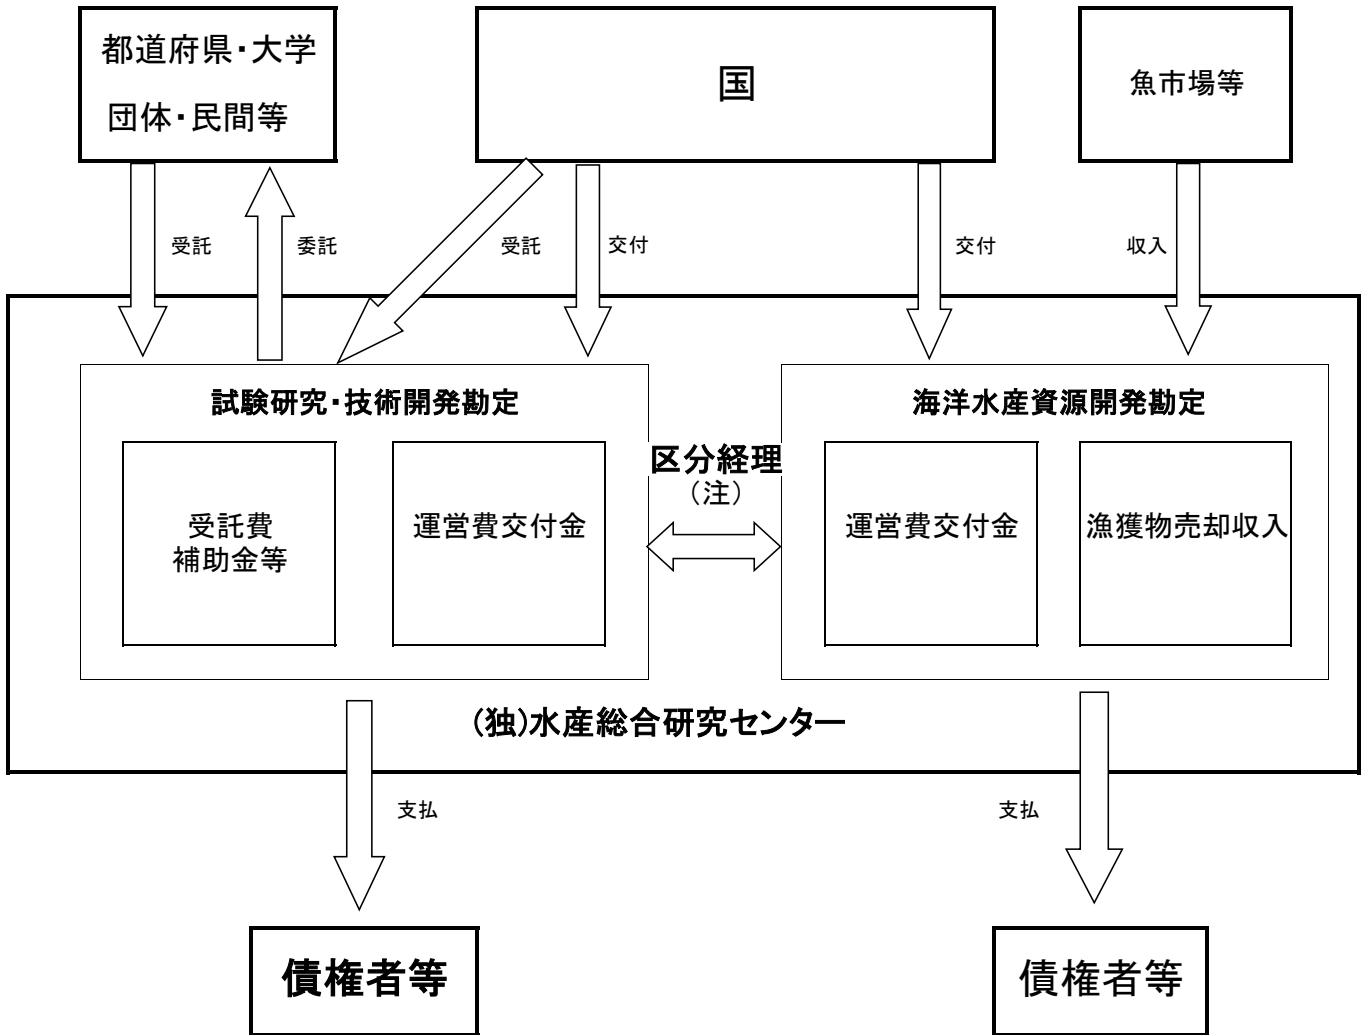 都道府県・大学
団体・民間等
国
魚市場等
受託
委託
受託
交付
交付
収入
試験研究・技術開発勘定
海洋水産資源開発勘定
区分経理
（注）
受託費
補助金等
運営費交付金
運営費交付金
漁獲物売却収入
(独)水産総合研究センター
支払
支払
債権者等
債権者等